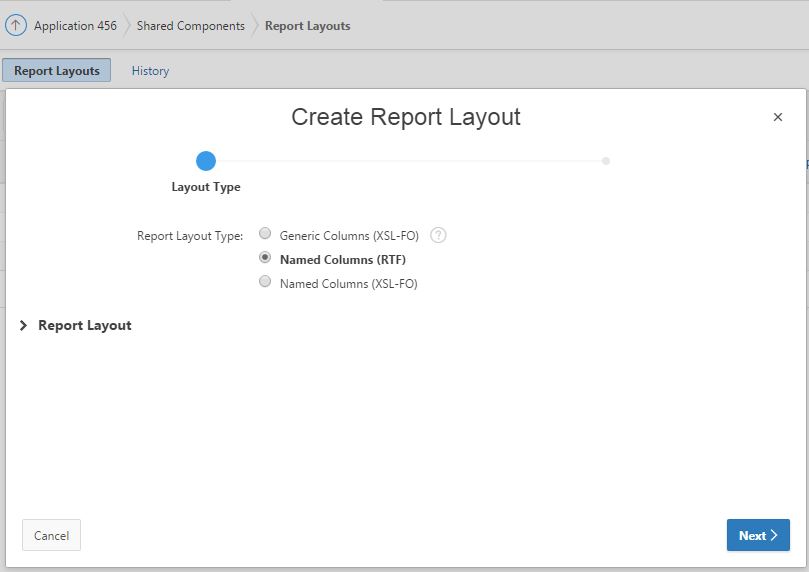 Application 456 Shared Components Report Layouts
Report Layouts History
Create Report Layout
×
Layout Type
Report Layout Type: Generic Columns (XSL-FO) ?
Named Columns (RTF)
Named Columns (XSL-FO)
Report Layout
Cancel Next